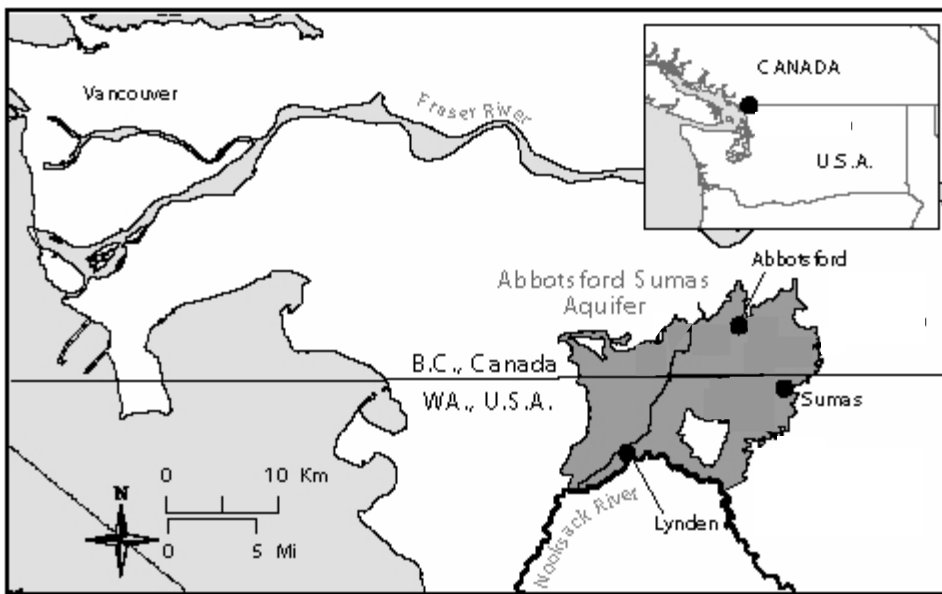 CANADA
U.S.A.
Vancouver
Fraser River
Abbotsford
Abbotsford Sumas
Aquifer
B.C., Canada
WA., U.S.A.
Sumas
0 10 Km
N
0 5 Mi
Nooksack River
Lynden